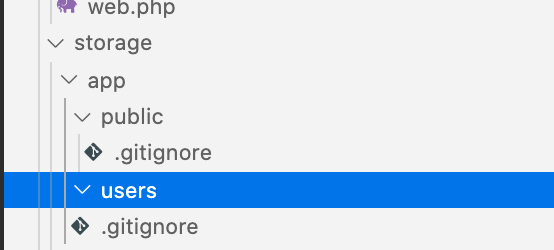 web.php
storage
app
public
.gitignore
users
.gitignore